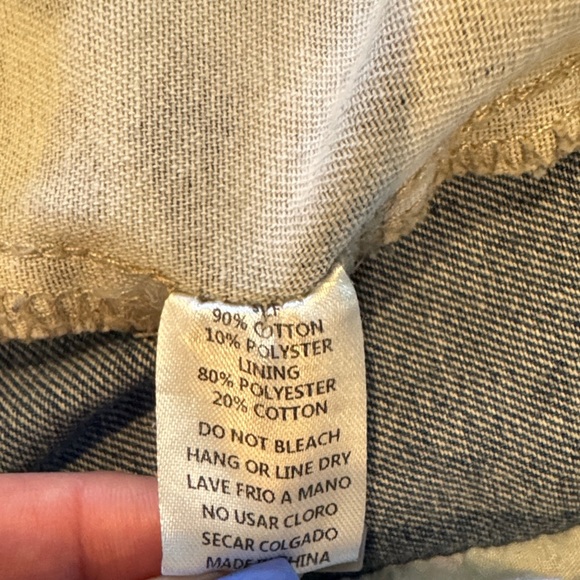 90% COTTON
10% POLYSTER
LINING
80% POLYESTER
20% COTTON
DO NOT BLEACH
HANG OR LINE DRY
LAVE FRIO A MANO
NO USAR CLORO
SECAR COLGADO
MADE CHINA